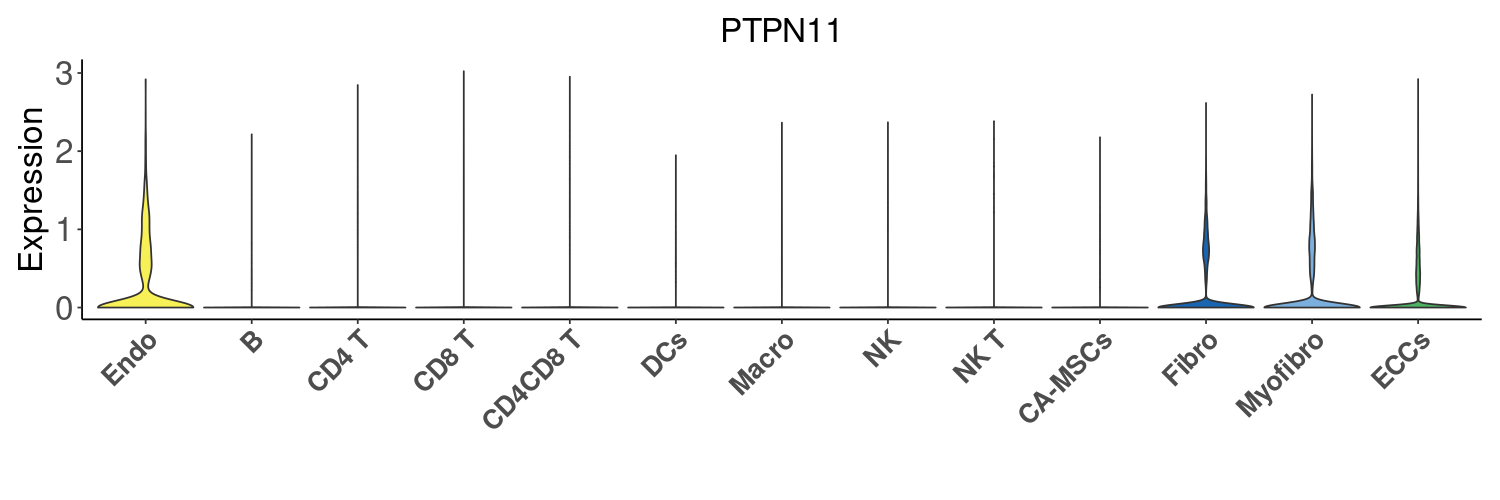 PTPN11
Expression
3
2
1
0
Endo
B
CD4 T
CD8 T
CD4CD8 T
DCs
Macro
NK
NK T
CA-MSCs
Fibro
Myofibro
ECCs